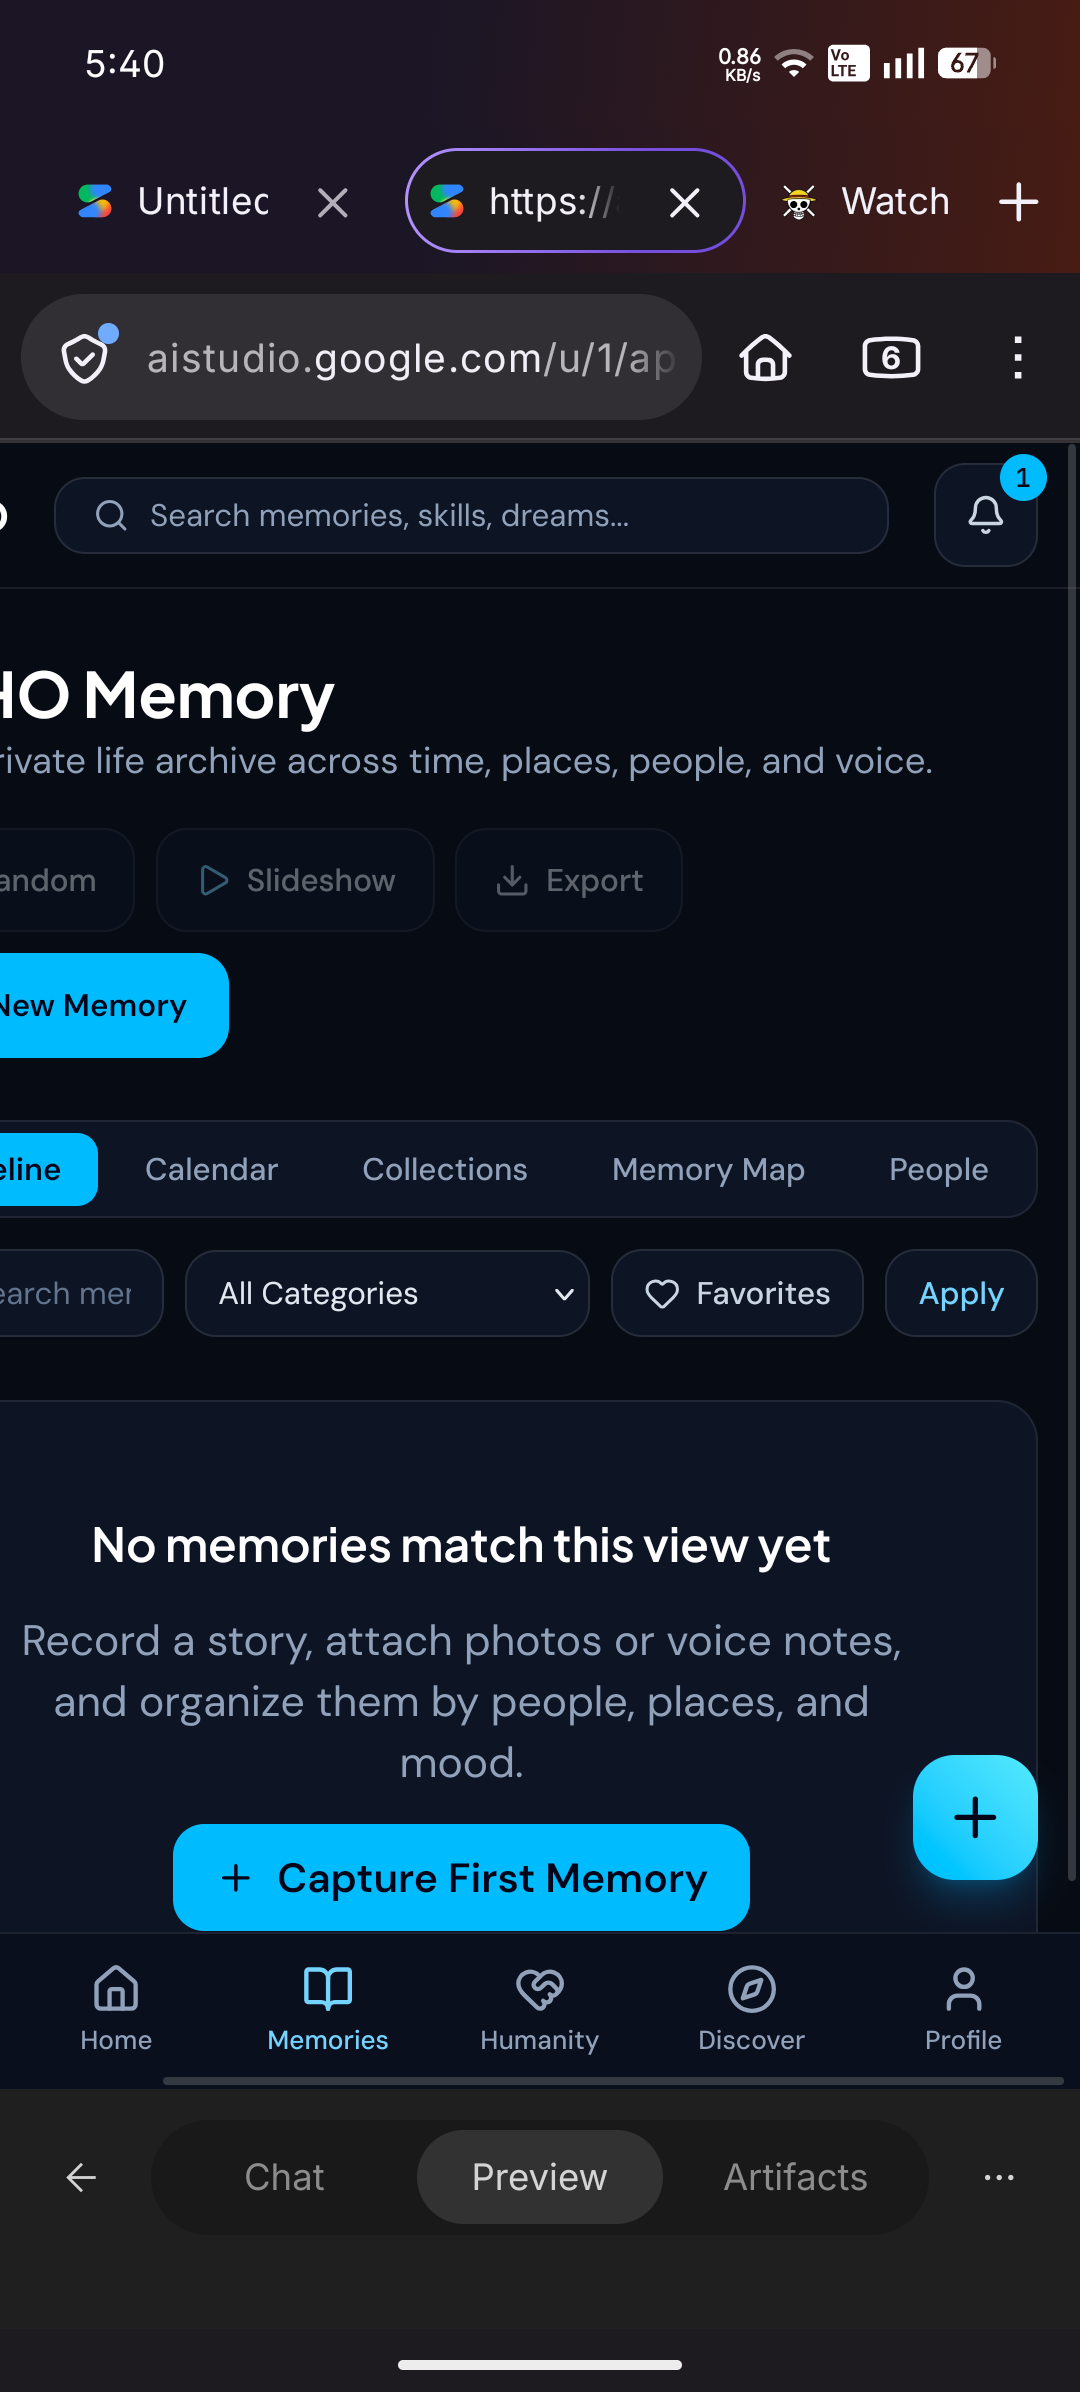 5:40
0.86
KB/s
Vo
LTE
67
Untitled
https://
Watch
aistudio.google.com/u/1/ap
6
Search memories, skills, dreams...
1
HO Memory
rivate life archive across time, places, people, and voice.
andom
Slideshow
Export
New Memory
eline
Calendar
Collections
Memory Map
People
earch mer
All Categories
Favorites
Apply
No memories match this view yet
Record a story, attach photos or voice notes,
and organize them by people, places, and
mood.
Capture First Memory
Home
Memories
Humanity
Discover
Profile
Chat
Preview
Artifacts